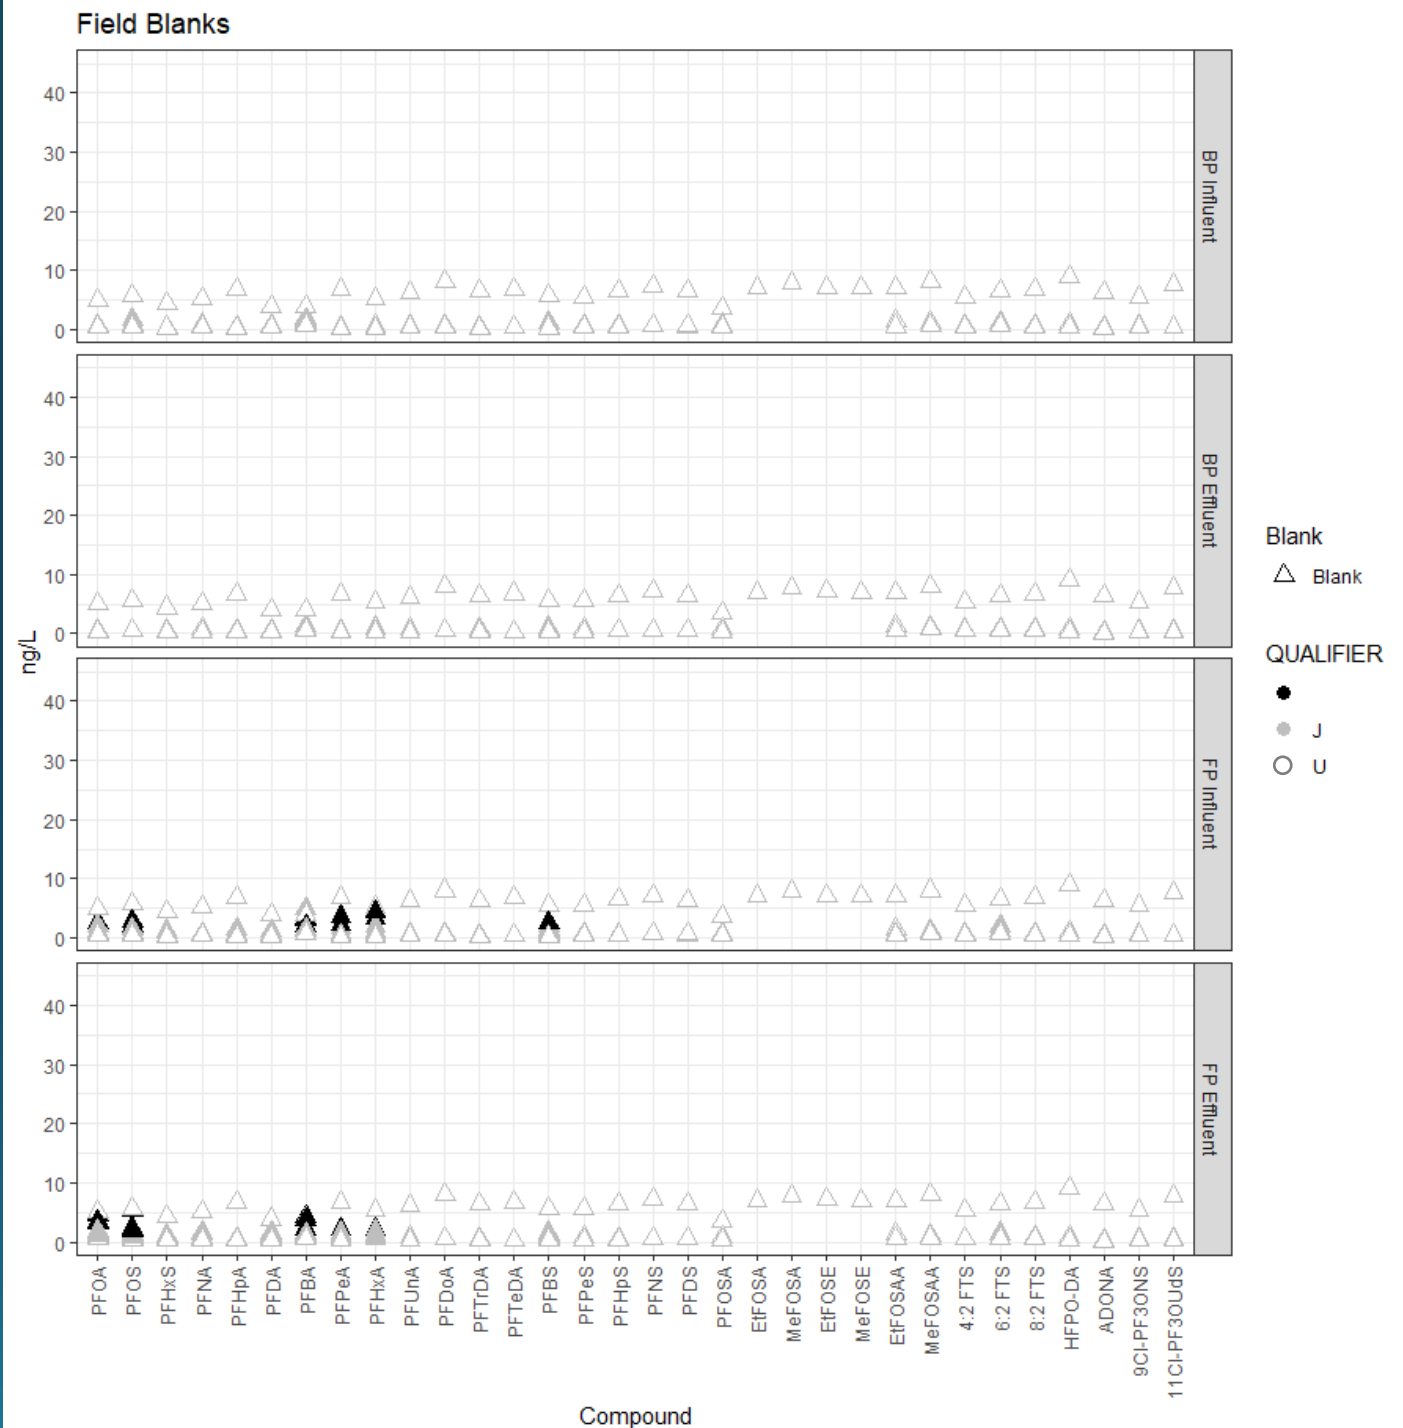 Field Blanks
40
30
20
10
0
BP Influent
40
30
20
10
0
BP Effluent
40
30
20
10
0
FP Influent
40
30
20
10
0
FP Effluent
ng/L
PFOA
PFOS
PFHxS
PFNA
PFHpA
PFDA
PFBA
PFPeA
PFHxA
PFUnA
PFDoA
PFTrDA
PFTeDA
PFBS
PFPeS
PFHpS
PFNS
PFDS
PFOSA
EtFOSA
MeFOSA
EtFOSE
MeFOSE
EtFOSAA
MeFOSAA
4:2 FTS
6:2 FTS
8:2 FTS
HFPO-DA
ADONA
9Cl-PF3ONS
11Cl-PF3OUdS
Compound
Blank
Blank
QUALIFIER
J
U